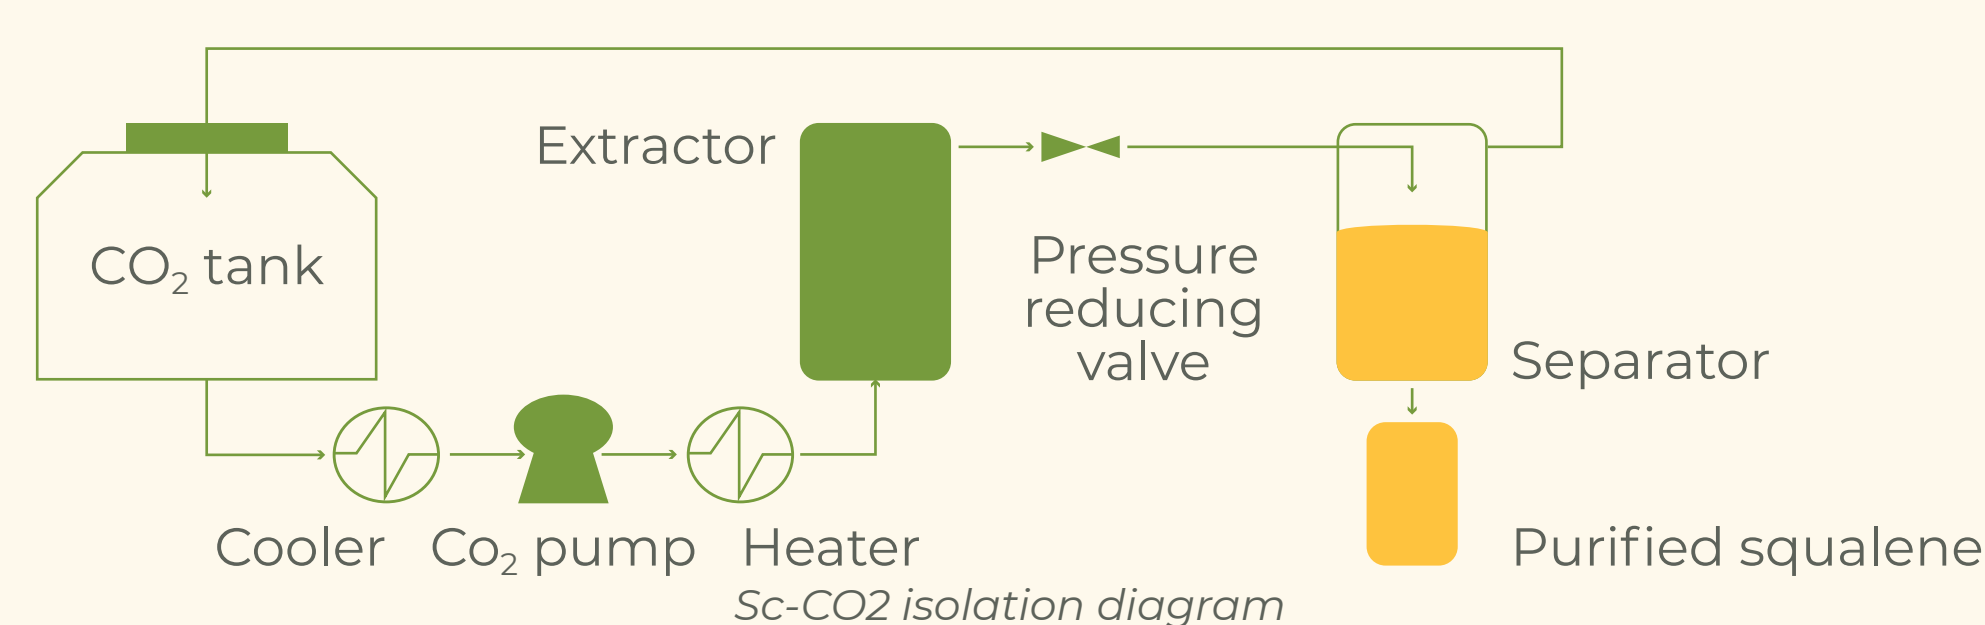 Extractor
CO₂ tank
Pressure
reducing
valve
Separator
Cooler
Co₂ pump
Heater
Purified squalene
Sc-CO2 isolation diagram